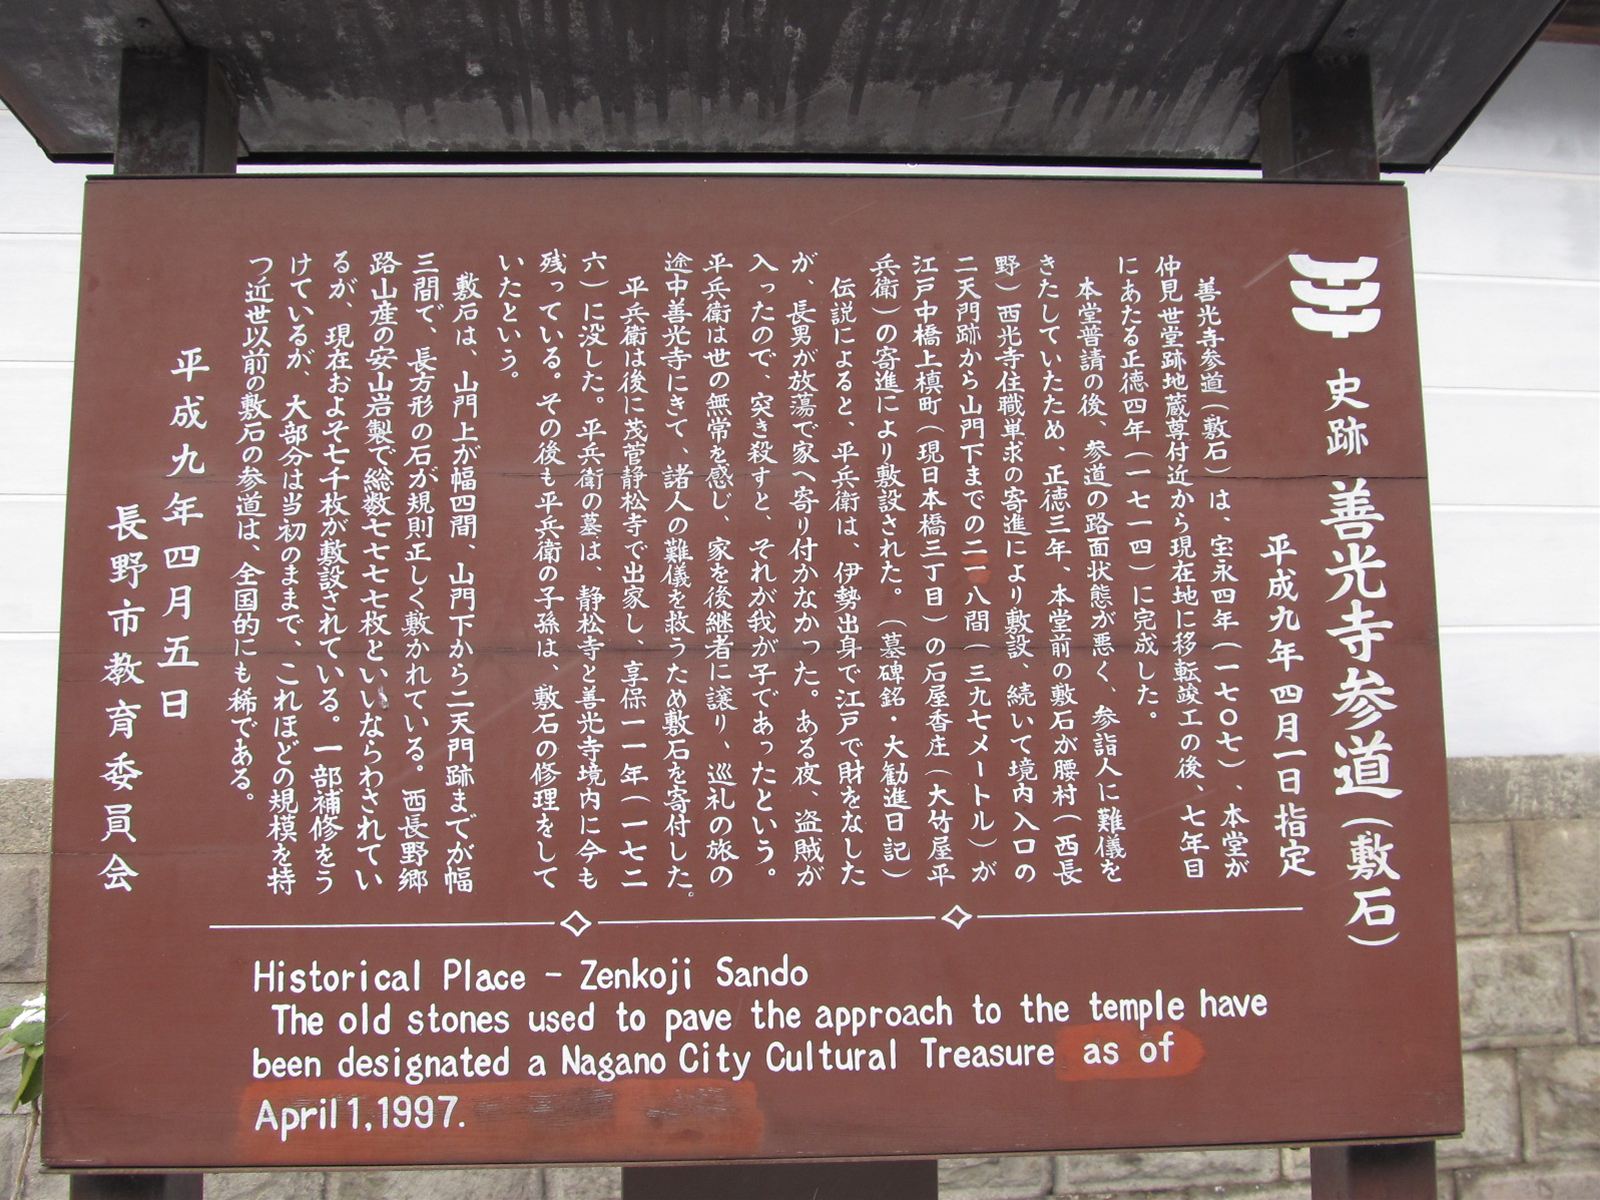 史跡 善光寺参道(敷石)
平成九年四月一日指定
善光寺参道(敷石)は、宝永四年(一七〇七)、本堂が
仲見世堂跡地蔵尊付近から現在地に移転竣工の後、七年目
にあたる正徳四年(一七一四)に完成した。
本堂普請の後、参道の路面状態が悪く、参詣人に難儀を
きたしていたため、正徳三年、本堂前の敷石が腰村(西長
野)西光寺住職単求の寄進により敷設、続いて境内入口の
二天門跡から山門下までの二一八間(三九七メートル)が
江戸中橋上槙町(現日本橋三丁目)の石屋香庄(大竹屋平
兵衛)の寄進により敷設された。(墓碑銘・大勧進日記)
伝説によると、平兵衛は、伊勢出身で江戸で財をなした
が、長男が放蕩で家へ寄り付かなかった。ある夜、盗賊が
入ったので、突き殺すと、それが我が子であったという。
平兵衛は世の無常を感じ、家を後継者に譲り、巡礼の旅の
途中善光寺にきて、諸人の難儀を救うため敷石を寄付した。
平兵衛は後に茂菅静松寺で出家し、享保一一年(一七二
六)に没した。平兵衛の墓は、静松寺と善光寺境内に今も
残っている。その後も平兵衛の子孫は、敷石の修理をして
いたという。
敷石は、山門上が幅四間、山門下から二天門跡までが幅
三間で、長方形の石が規則正しく敷かれている。西長野郷
路山産の安山岩製で総数七七七七枚といいならわされてい
るが、現在およそ七千枚が敷設されている。一部補修をう
けているが、大部分は当初のままで、これほどの規模を持
つ近世以前の敷石の参道は、全国的にも稀である。
平成九年四月五日
長野市教育委員会
Historical Place - Zenkoji Sando
The old stones used to pave the approach to the temple have
been designated a Nagano City Cultural Treasure as of
April 1, 1997.